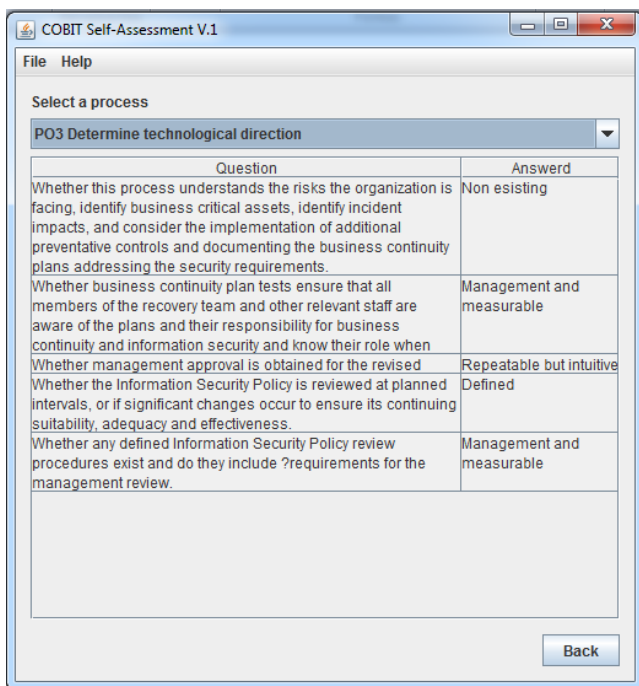 COBIT Self-Assessment V.1
File Help
Select a process
PO3 Determine technological direction
Question Answerd
Whether this process understands the risks the organization is Non esisting
facing, identify business critical assets, identify incident
impacts, and consider the implementation of additional
preventative controls and documenting the business continuity
plans addressing the security requirements.
Whether business continuity plan tests ensure that all Management and
members of the recovery team and other relevant staff are measurable
aware of the plans and their responsibility for business
continuity and information security and know their role when
Whether management approval is obtained for the revised Repeatable but intuitive
Whether the Information Security Policy is reviewed at planned Defined
intervals, or if significant changes occur to ensure its continuing
suitability, adequacy and effectiveness.
Whether any defined Information Security Policy review Management and
procedures exist and do they include ?requirements for the measurable
management review.
Back